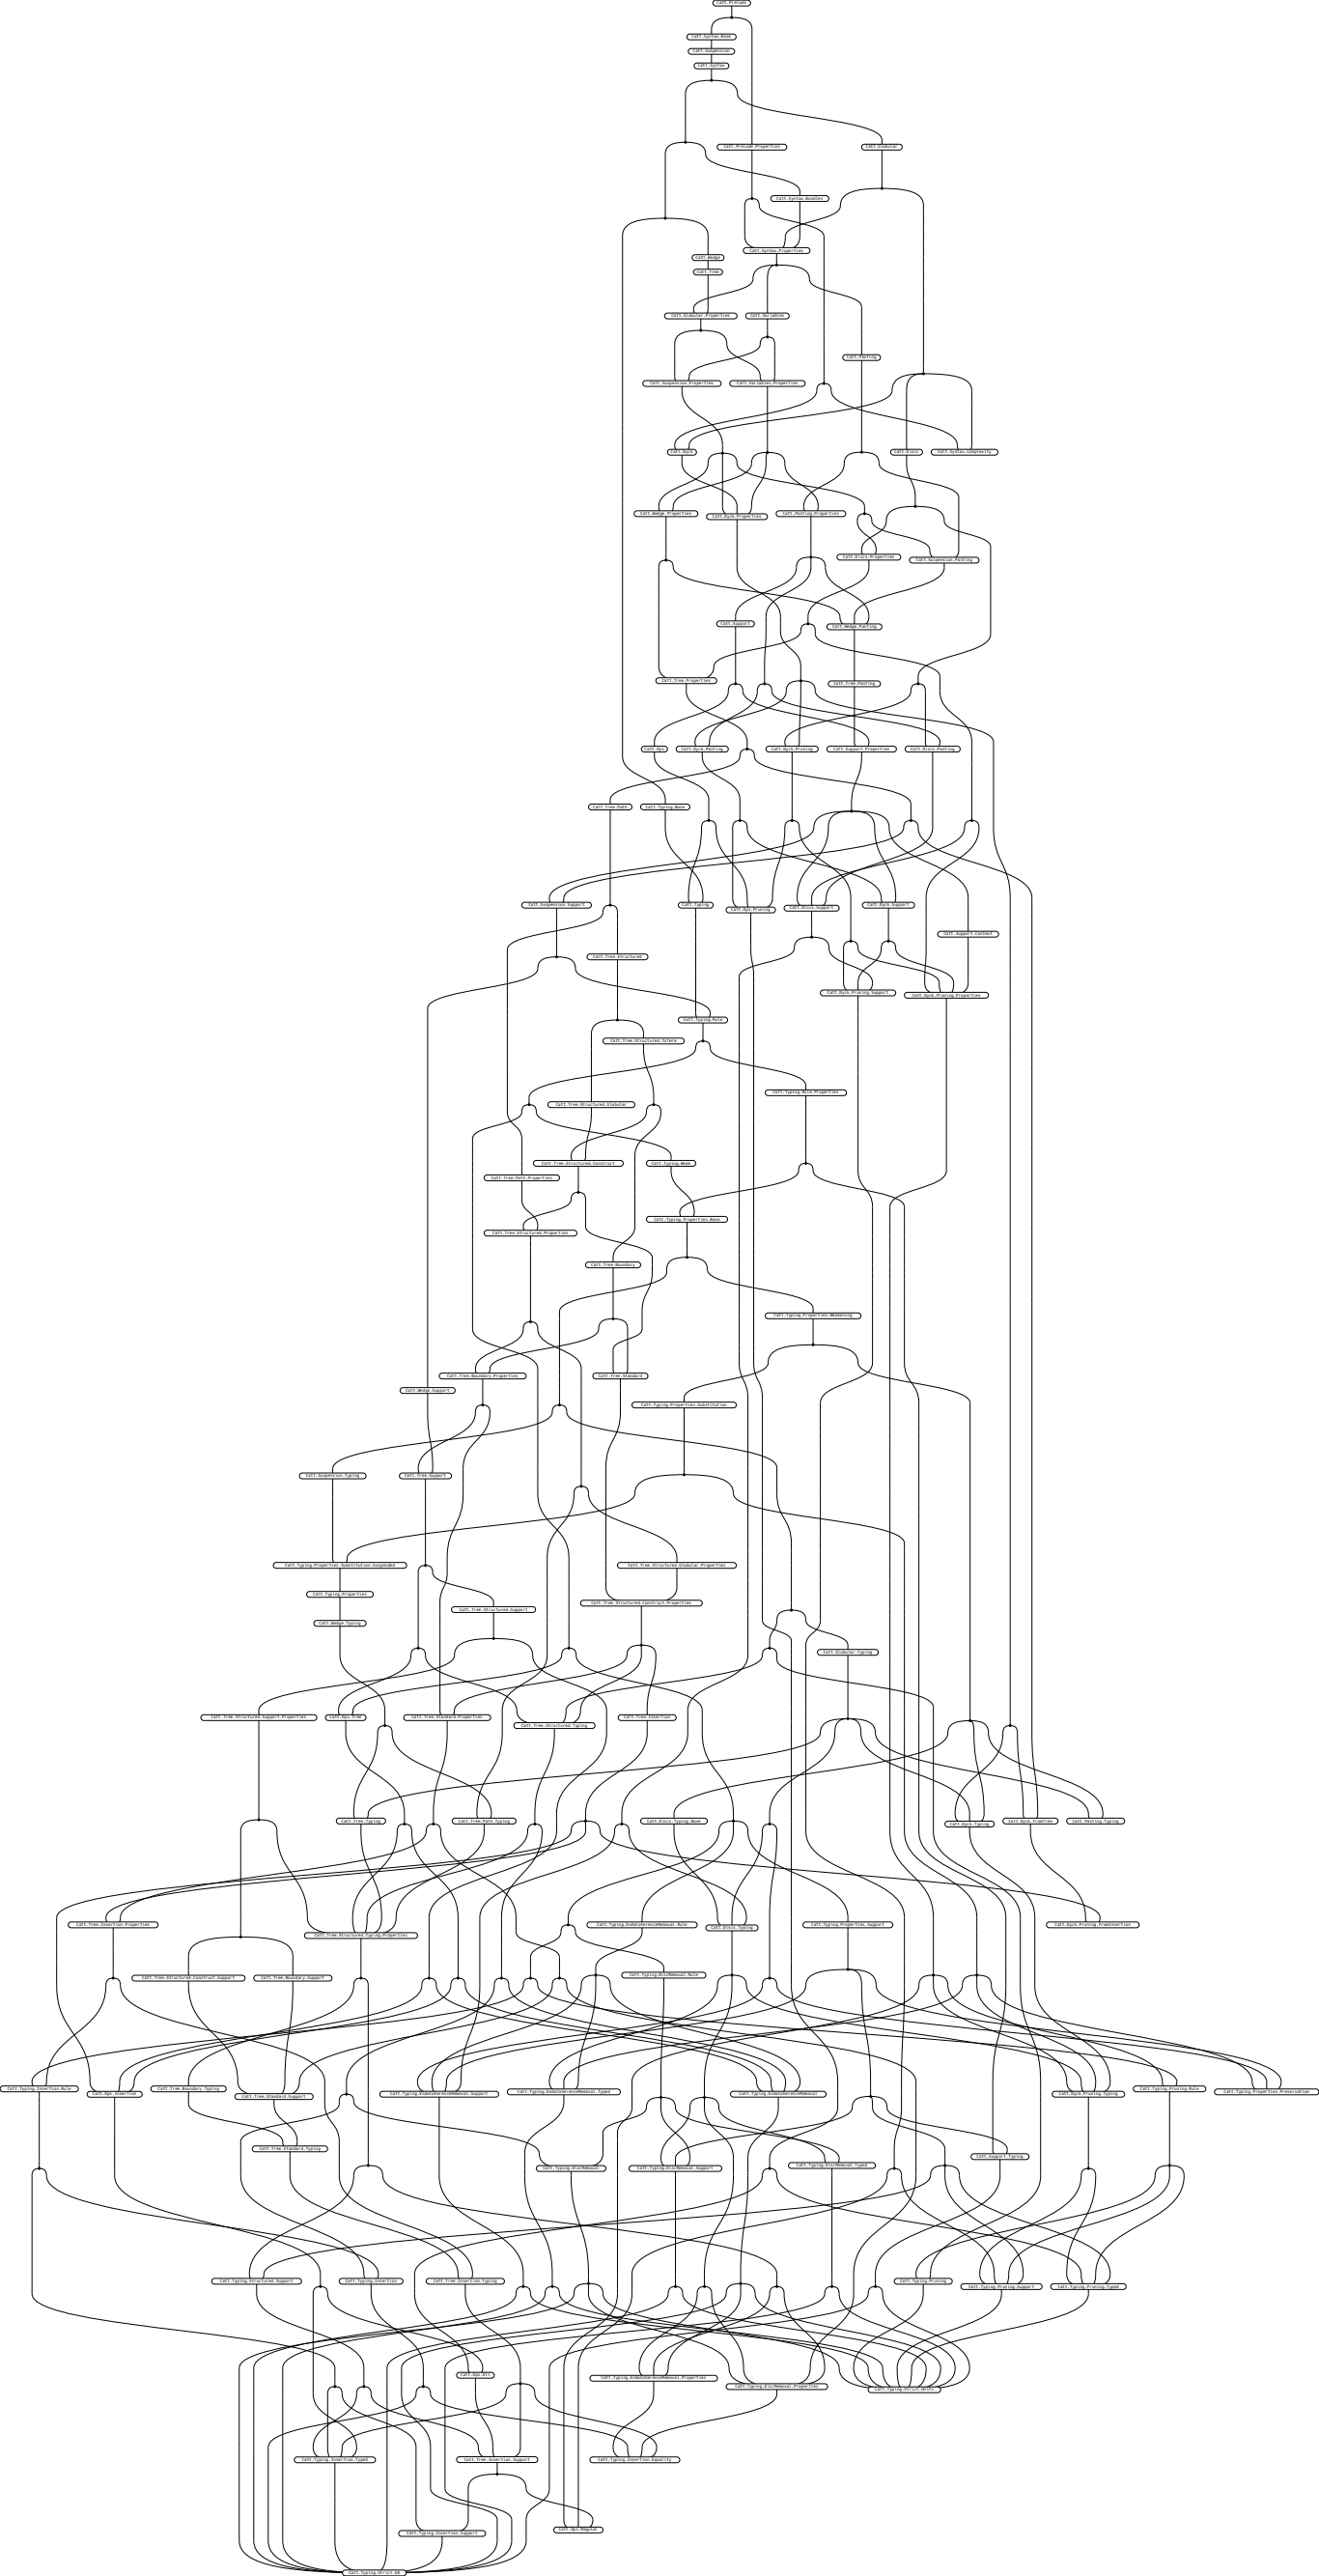 Catt.Prelude
Catt.Syntax.Base
Catt.Suspension
Catt.Syntax
Catt.Prelude.Properties
Catt.Globular
Catt.Syntax.Bundles
Catt.Syntax.Properties
Catt.Wedge
Catt.Tree
Catt.Globular.Properties
Catt.Variables
Catt.Pasting
Catt.Suspension.Properties
Catt.Variables.Properties
Catt.Dyck
Catt.Discs
Catt.Syntax.Complexity
Catt.Wedge.Properties
Catt.Dyck.Properties
Catt.Pasting.Properties
Catt.Discs.Properties
Catt.Suspension.Pasting
Catt.Support
Catt.Wedge.Pasting
Catt.Tree.Properties
Catt.Tree.Pasting
Catt.Ops
Catt.Dyck.Pasting
Catt.Dyck.Pruning
Catt.Support.Properties
Catt.Discs.Pasting
Catt.Tree.Path
Catt.Typing.Base
Catt.Suspension.Support
Catt.Typing
Catt.Ops.Pruning
Catt.Discs.Support
Catt.Dyck.Support
Catt.Support.Context
Catt.Tree.Structured
Catt.Dyck.Pruning.Support
Catt.Dyck.Pruning.Properties
Catt.Typing.Rule
Catt.Tree.Structured.ToTerm
Catt.Typing.Rule.Properties
Catt.Tree.Structured.Globular
Catt.Tree.Structured.Construct
Catt.Typing.Weak
Catt.Tree.Path.Properties
Catt.Typing.Properties.Base
Catt.Tree.Structured.Properties
Catt.Tree.Boundary
Catt.Typing.Properties.Weakening
Catt.Tree.Boundary.Properties
Catt.Tree.Standard
Catt.Wedge.Support
Catt.Typing.Properties.Substitution
Catt.Suspension.Typing
Catt.Tree.Support
Catt.Typing.Properties.Substitution.Suspended
Catt.Tree.Structured.Globular.Properties
Catt.Typing.Properties
Catt.Tree.Structured.Construct.Properties
Catt.Tree.Structured.Support
Catt.Wedge.Typing
Catt.Globular.Typing
Catt.Tree.Structured.Support.Properties
Catt.Ops.Tree
Catt.Tree.Standard.Properties
Catt.Tree.Structured.Typing
Catt.Tree.Insertion
Catt.Tree.Typing
Catt.Tree.Path.Typing
Catt.Discs.Typing.Base
Catt.Dyck.Typing
Catt.Dyck.FromTree
Catt.Pasting.Typing
Catt.Tree.Insertion.Properties
Catt.Tree.Structured.Typing.Properties
Catt.Typing.EndoCoherenceRemoval.Rule
Catt.Discs.Typing
Catt.Typing.Properties.Support
Catt.Dyck.Pruning.FromInsertion
Catt.Tree.Structured.Construct.Support
Catt.Tree.Boundary.Support
Catt.Typing.DiscRemoval.Rule
Catt.Typing.Insertion.Rule
Catt.Ops.Insertion
Catt.Tree.Boundary.Typing
Catt.Tree.Standard.Support
Catt.Typing.EndoCoherenceRemoval.Support
Catt.Typing.EndoCoherenceRemoval.Typed
Catt.Typing.EndoCoherenceRemoval
Catt.Dyck.Pruning.Typing
Catt.Typing.Pruning.Rule
Catt.Typing.Properties.Preservation
Catt.Tree.Standard.Typing
Catt.Support.Typing
Catt.Typing.DiscRemoval
Catt.Typing.DiscRemoval.Support
Catt.Typing.DiscRemoval.Typed
Catt.Typing.Structured.Support
Catt.Typing.Insertion
Catt.Tree.Insertion.Typing
Catt.Typing.Pruning
Catt.Typing.Pruning.Support
Catt.Typing.Pruning.Typed
Catt.Ops.All
Catt.Typing.EndoCoherenceRemoval.Properties
Catt.Typing.DiscRemoval.Properties
Catt.Typing.Strict.Units
Catt.Typing.Insertion.Typed
Catt.Tree.Insertion.Support
Catt.Typing.Insertion.Equality
Catt.Typing.Insertion.Support
Catt.Ops.Regular
Catt.Typing.Strict.UA